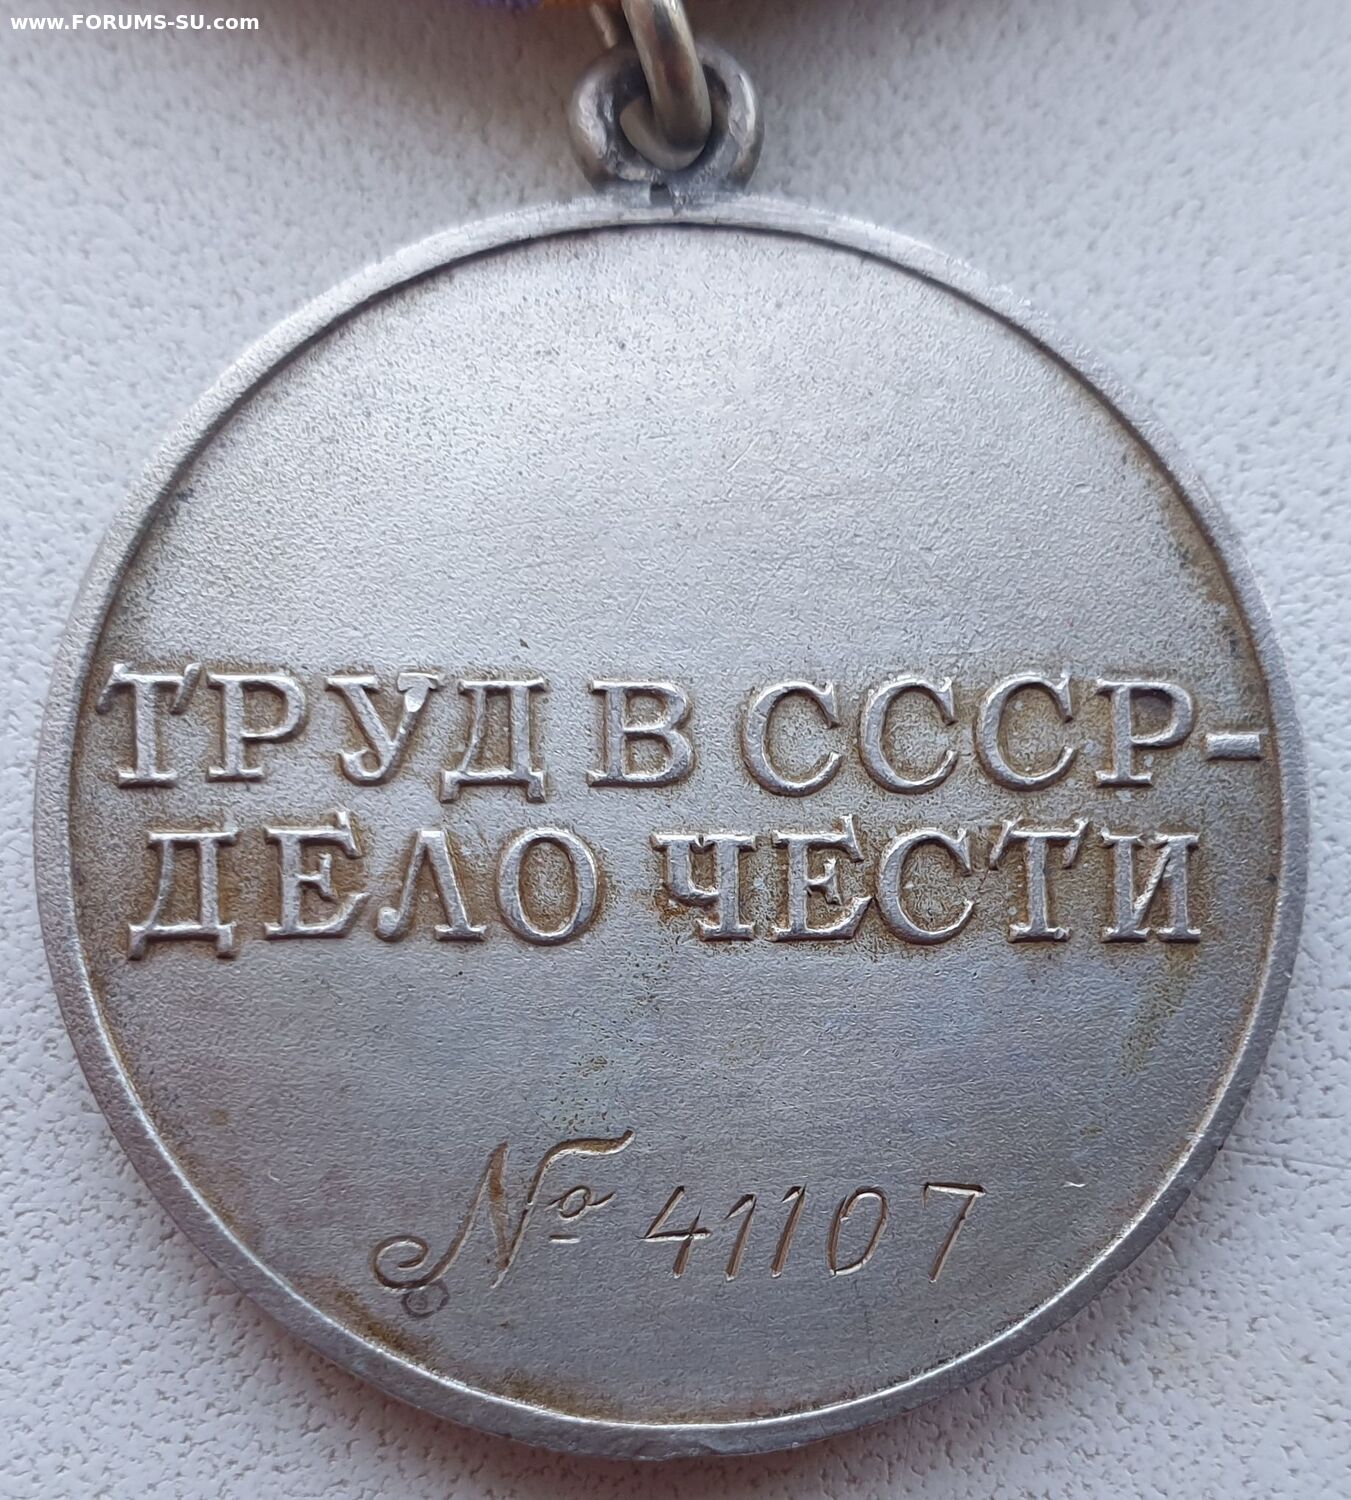 www.FORUMS-SU.com
ТРУД В СССР-
ДЕЛО ЧЕСТИ
№ 41107